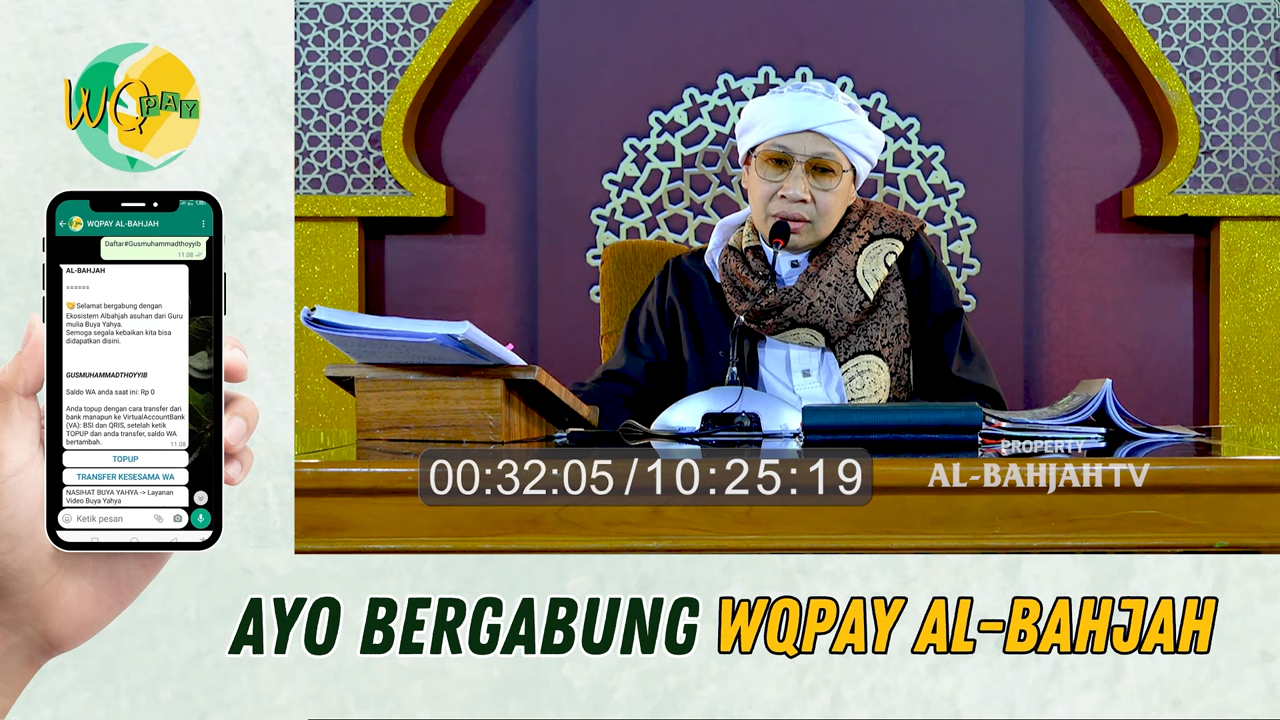 WQPAY
WQPAY AL-BAHJAH
Daftar#Gusmuhammadthoyyib
11.08
AL-BAHJAH
======
Selamat bergabung dengan
Ekosistem Albahjah asuhan dari Guru
mulia Buya Yahya.
Semoga segala kebaikan kita bisa
didapatkan disini.
GUSMUHAMMADTHOYYIB
Saldo WA anda saat ini: Rp 0
Anda topup dengan cara transfer dari
bank manapun ke VirtualAccountBank
(VA): BSI dan QRIS, setelah ketik
TOPUP dan anda transfer, saldo WA
bertambah.
11.08
TOPUP
TRANSFER KESESAMA WA
NASIHAT BUYA YAHYA -> Layanan
Video Buya Yahya
Ketik pesan
00:32:05/10:25:19
PROPERTY
AL-BAHJAH TV
AYO BERGABUNG WQPAY AL-BAHJAH